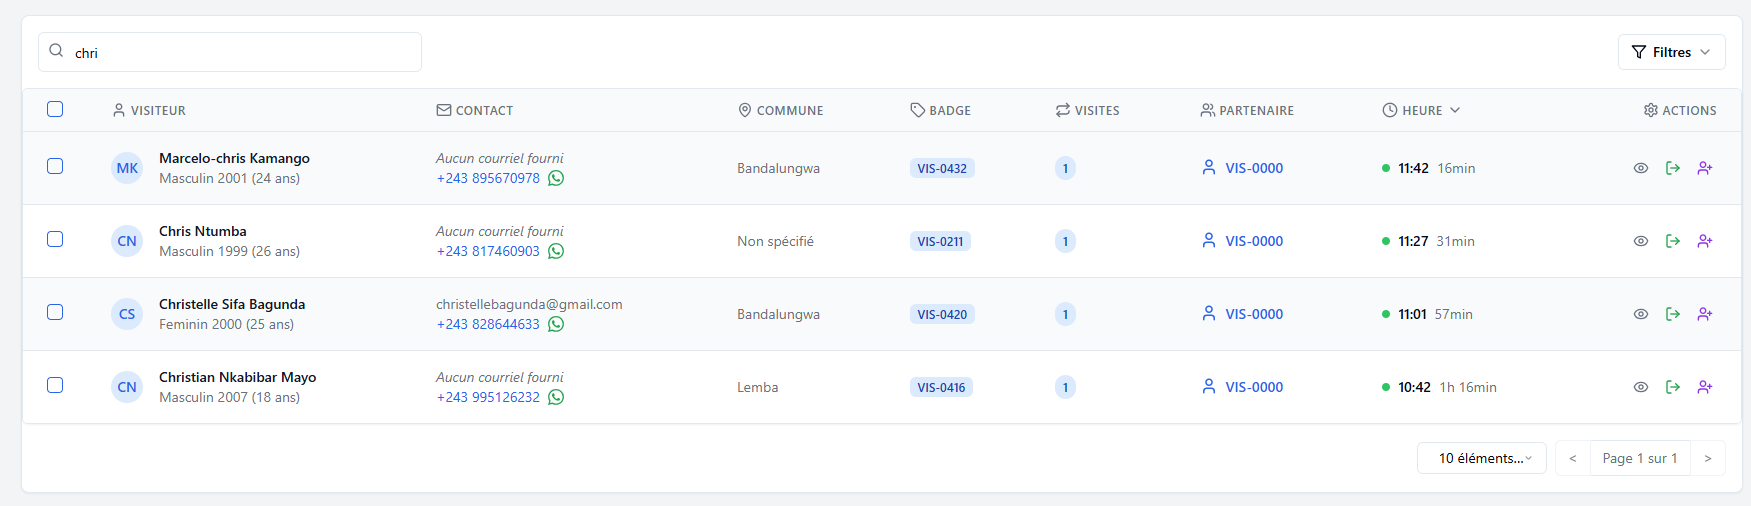 chri
Filtres
VISITEUR CONTACT COMMUNE BADGE VISITES PARTENAIRE HEURE ACTIONS
MK Marcelo-chris Kamango Aucun courriel fourni
Masculin 2001 (24 ans) +243 895670978 Bandalungwa VIS-0432 1 VIS-0000 11:42 16min
CN Chris Ntumba Aucun courriel fourni
Masculin 1999 (26 ans) +243 817460903 Non spécifié VIS-0211 1 VIS-0000 11:27 31min
CS Christelle Sifa Bagunda christellebagunda@gmail.com
Feminin 2000 (25 ans) +243 828644633 Bandalungwa VIS-0420 1 VIS-0000 11:01 57min
CN Christian Nkabibar Mayo Aucun courriel fourni
Masculin 2007 (18 ans) +243 995126232 Lemba VIS-0416 1 VIS-0000 10:42 1h 16min
10 éléments... < Page 1 sur 1 >